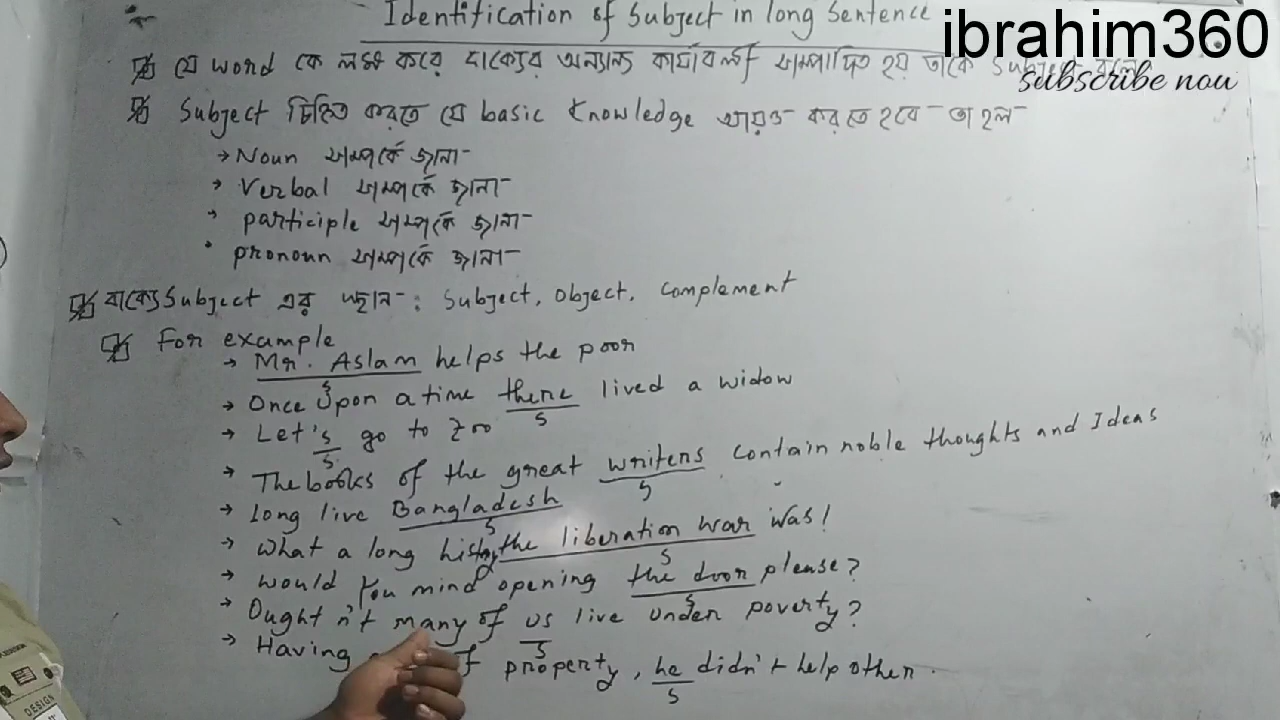 Identification of Subject in long Sentence
ibrahim360
subscribe now
যে word কে লক্ষ্য করে বাক্যের অন্যান্য কার্যাবলী সম্পাদিত হয় তাকে Subject বলে
Subject চিহ্নিত করতে যে basic knowledge আয়ত্ত করতে হবে তা হল
→ Noun সম্পর্কে জানা
→ Verbal সম্পর্কে জানা
→ participle সম্পর্কে জানা
pronoun সম্পর্কে জানা
বাক্যে Subject এর স্থান : Subject, Object, Complement
For example
→ Mr. Aslam helps the poor
S
→ Once Upon a time there lived a widow
S
→ Let's go to Zoo
S
→ The books of the great writers contain noble thoughts and Ideas
S
→ Long live Bangladesh
S
→ What a long history the liberation war was!
S
→ Would you mind opening the door please?
S
→ Ought n't many of us live under poverty?
S
→ Having of property, he didn't help other.
S
DESIGN